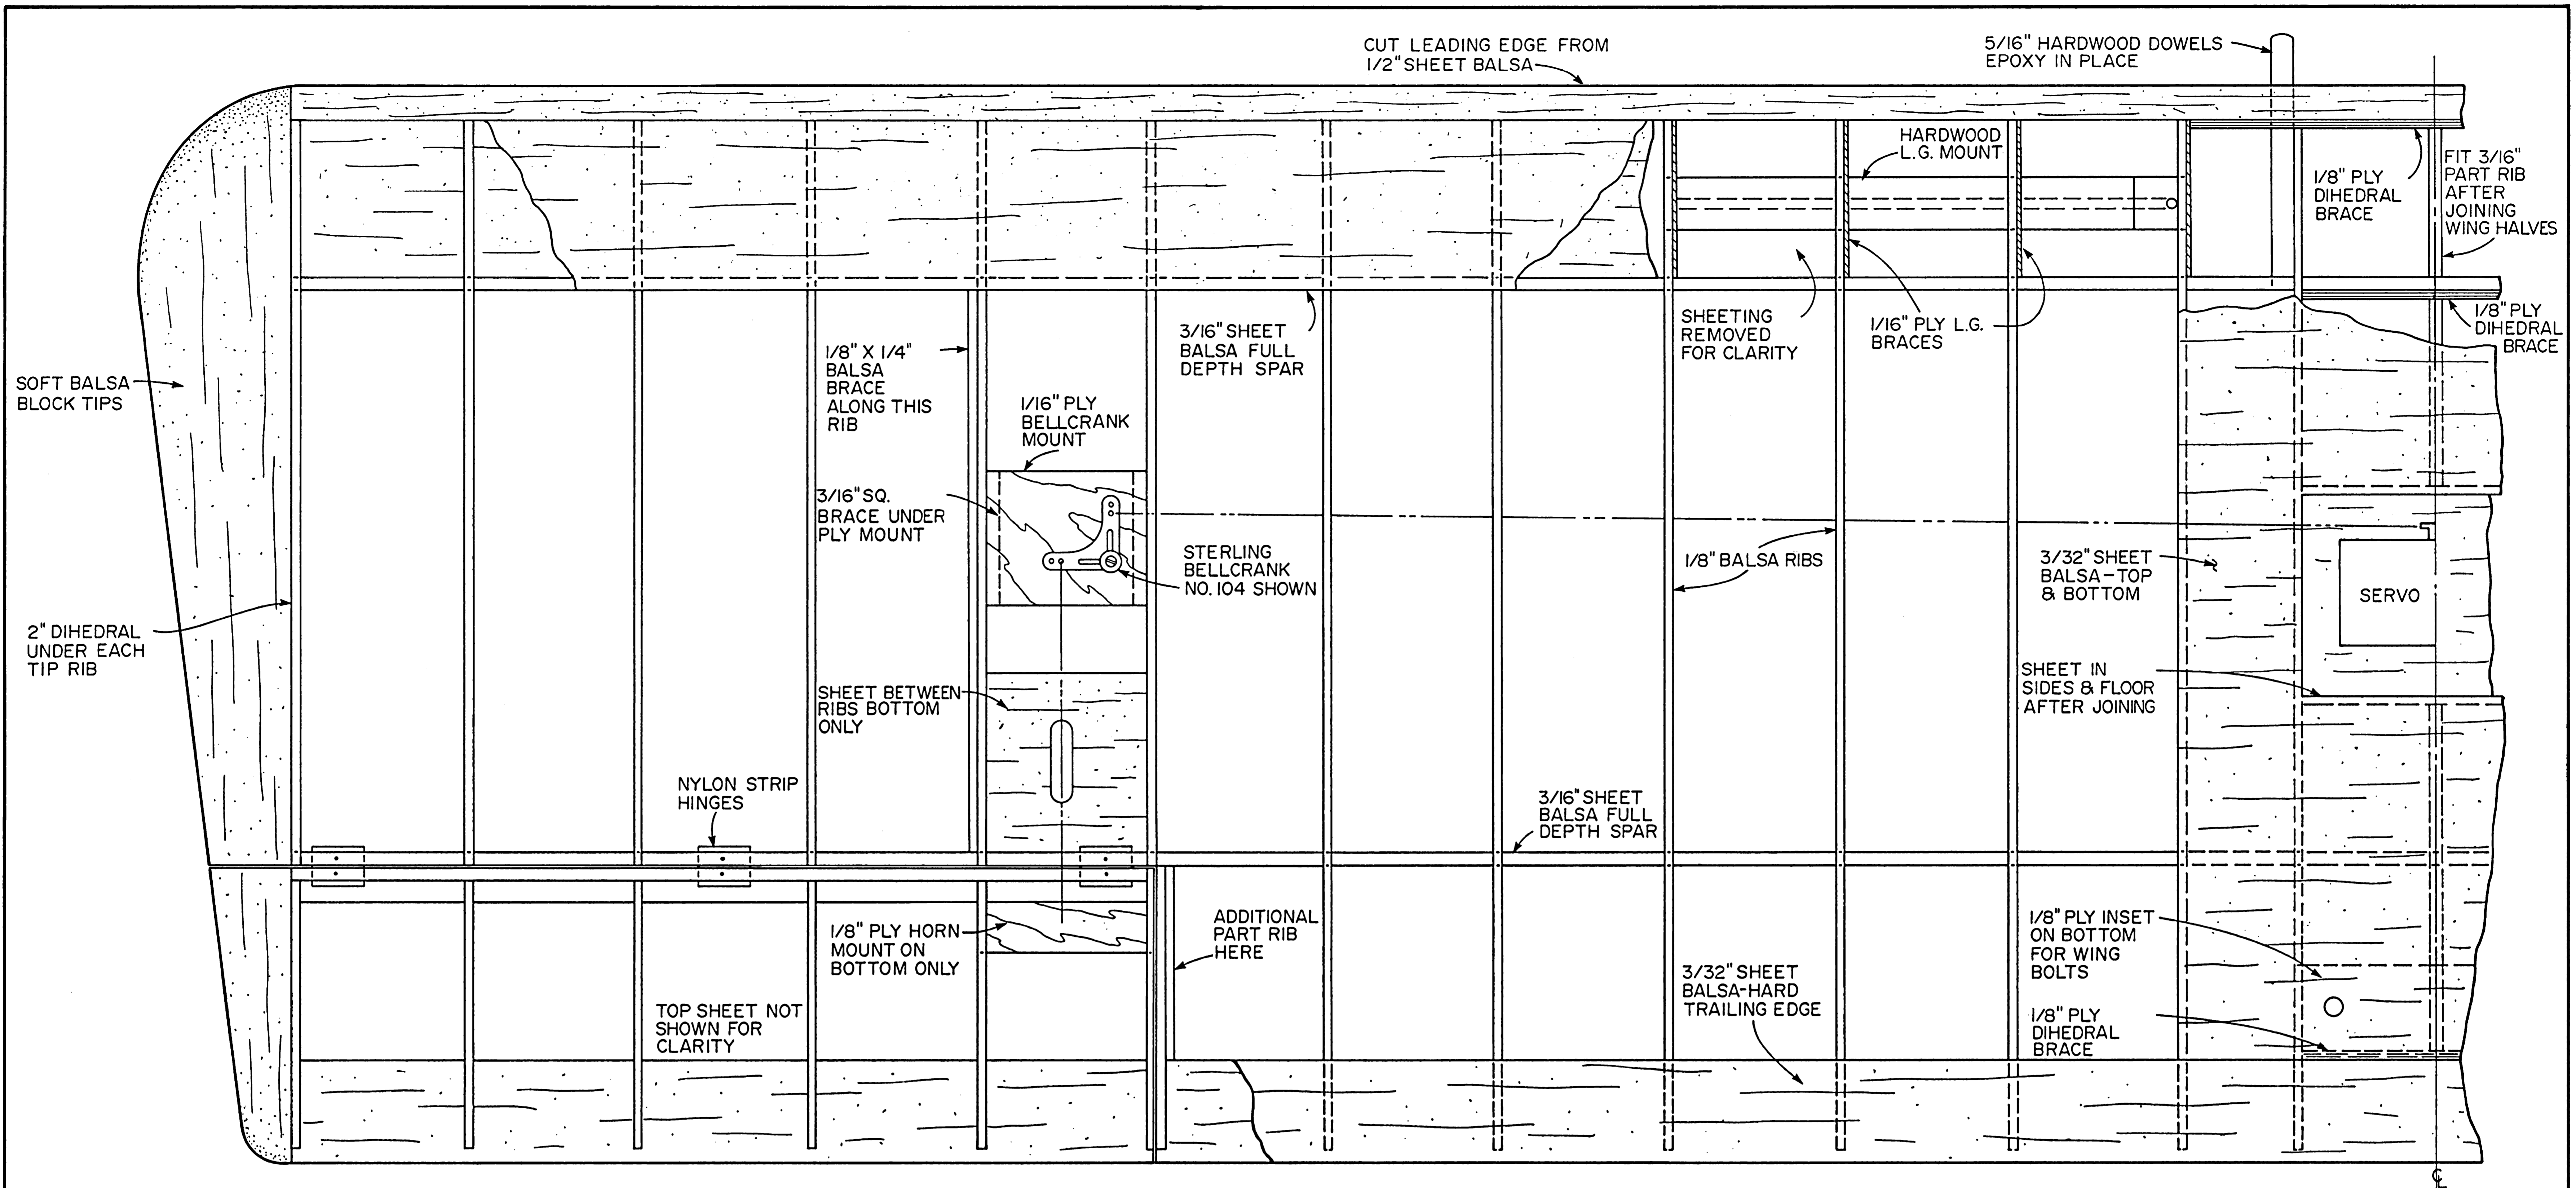 CUT LEADING EDGE FROM
1/2" SHEET BALSA
5/16" HARDWOOD DOWELS
EPOXY IN PLACE
HARDWOOD
L.G. MOUNT
1/8" PLY
DIHEDRAL
BRACE
FIT 3/16"
PART RIB
AFTER
JOINING
WING HALVES
SOFT BALSA
BLOCK TIPS
1/8" X 1/4"
BALSA
BRACE
ALONG THIS
RIB
3/16" SHEET
BALSA FULL
DEPTH SPAR
SHEETING
REMOVED
FOR CLARITY
1/16" PLY L.G.
BRACES
1/8" PLY
DIHEDRAL
BRACE
1/16" PLY
BELLCRANK
MOUNT
3/16" SQ.
BRACE UNDER
PLY MOUNT
STERLING
BELLCRANK
NO. 104 SHOWN
1/8" BALSA RIBS
3/32" SHEET
BALSA-TOP
& BOTTOM
SERVO
2" DIHEDRAL
UNDER EACH
TIP RIB
SHEET BETWEEN
RIBS BOTTOM
ONLY
SHEET IN
SIDES & FLOOR
AFTER JOINING
NYLON STRIP
HINGES
3/16" SHEET
BALSA FULL
DEPTH SPAR
1/8" PLY HORN
MOUNT ON
BOTTOM ONLY
ADDITIONAL
PART RIB
HERE
3/32" SHEET
BALSA-HARD
TRAILING EDGE
1/8" PLY INSET
ON BOTTOM
FOR WING
BOLTS
TOP SHEET NOT
SHOWN FOR
CLARITY
1/8" PLY
DIHEDRAL
BRACE
℄